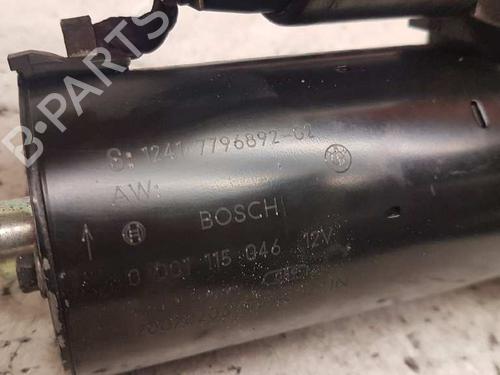 B-PARTS
S: 1241 7796892-02
AW:
BOSCH
0 001 115 046 12V